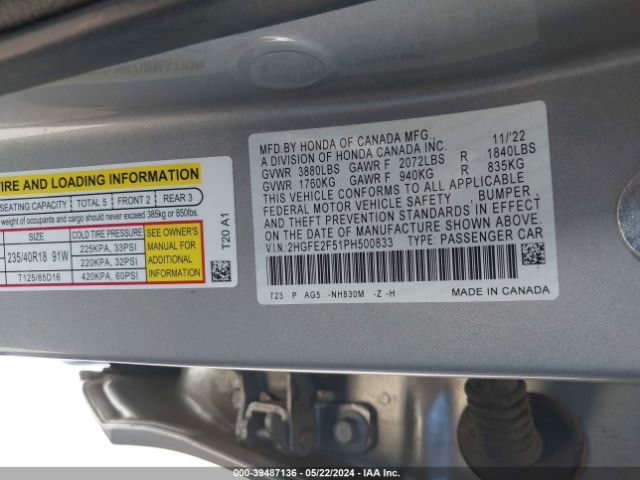 TIRE AND LOADING INFORMATION
SEATING CAPACITY TOTAL 5 FRONT 2 REAR 3
weight of occupants and cargo should never exceed 385kg or 850lbs.
SIZE COLD TIRE PRESSURE
235/40R18 91W 225KPA, 33PSI
220KPA, 32PSI
T125/85D16 420KPA, 60PSI
SEE OWNER'S
MANUAL FOR
ADDITIONAL
INFORMATION
T20 A1
MFD.BY HONDA OF CANADA MFG., 11/'22
A DIVISION OF HONDA CANADA INC.
GVWR 3880LBS GAWR F 2072LBS R 1840LBS
GVWR 1760KG GAWR F 940KG R 835KG
THIS VEHICLE CONFORMS TO ALL APPLICABLE
FEDERAL MOTOR VEHICLE SAFETY, BUMPER,
AND THEFT PREVENTION STANDARDS IN EFFECT
ON THE DATE OF MANUFACTURE SHOWN ABOVE.
V.I.N.:2HGFE2F51PH500833 TYPE: PASSENGER CAR
T23 P AG5 -NH830M -Z -H MADE IN CANADA
000-39487136 - 05/22/2024 - IAA Inc.